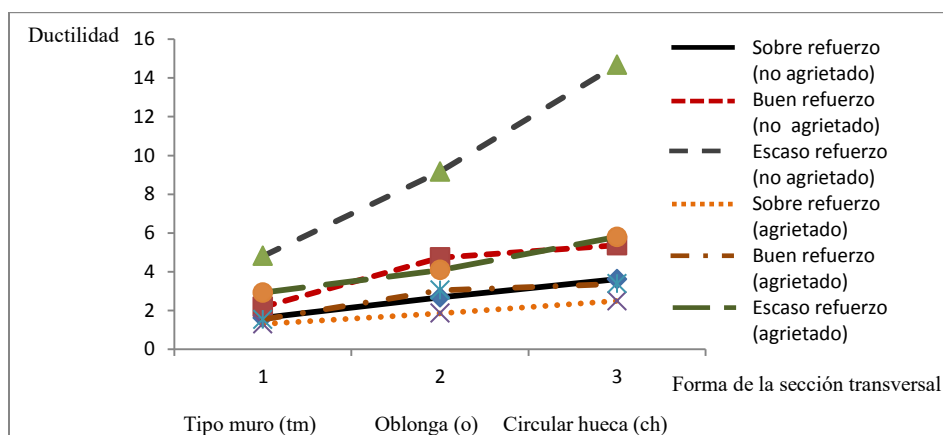 Ductilidad
16
14
12
10
8
6
4
2
0
1
2
3
Tipo muro (tm)
Oblonga (o)
Circular hueca (ch)
Forma de la sección transversal
Sobre refuerzo
(no agrietado)
Buen refuerzo
(no agrietado)
Escaso refuerzo
(no agrietado)
Sobre refuerzo
(agrietado)
Buen refuerzo
(agrietado)
Escaso refuerzo
(agrietado)